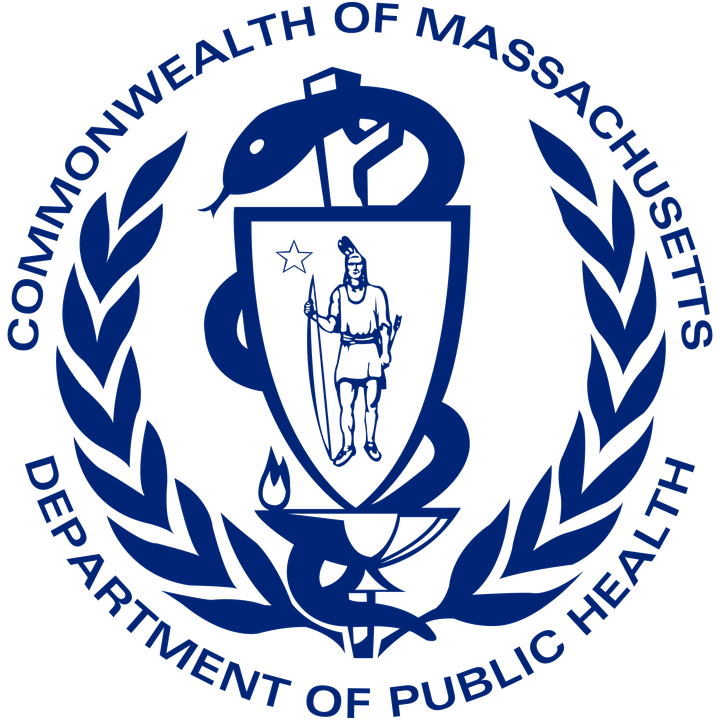 COMMONWEALTH OF MASSACHUSETTS
DEPARTMENT OF PUBLIC HEALTH